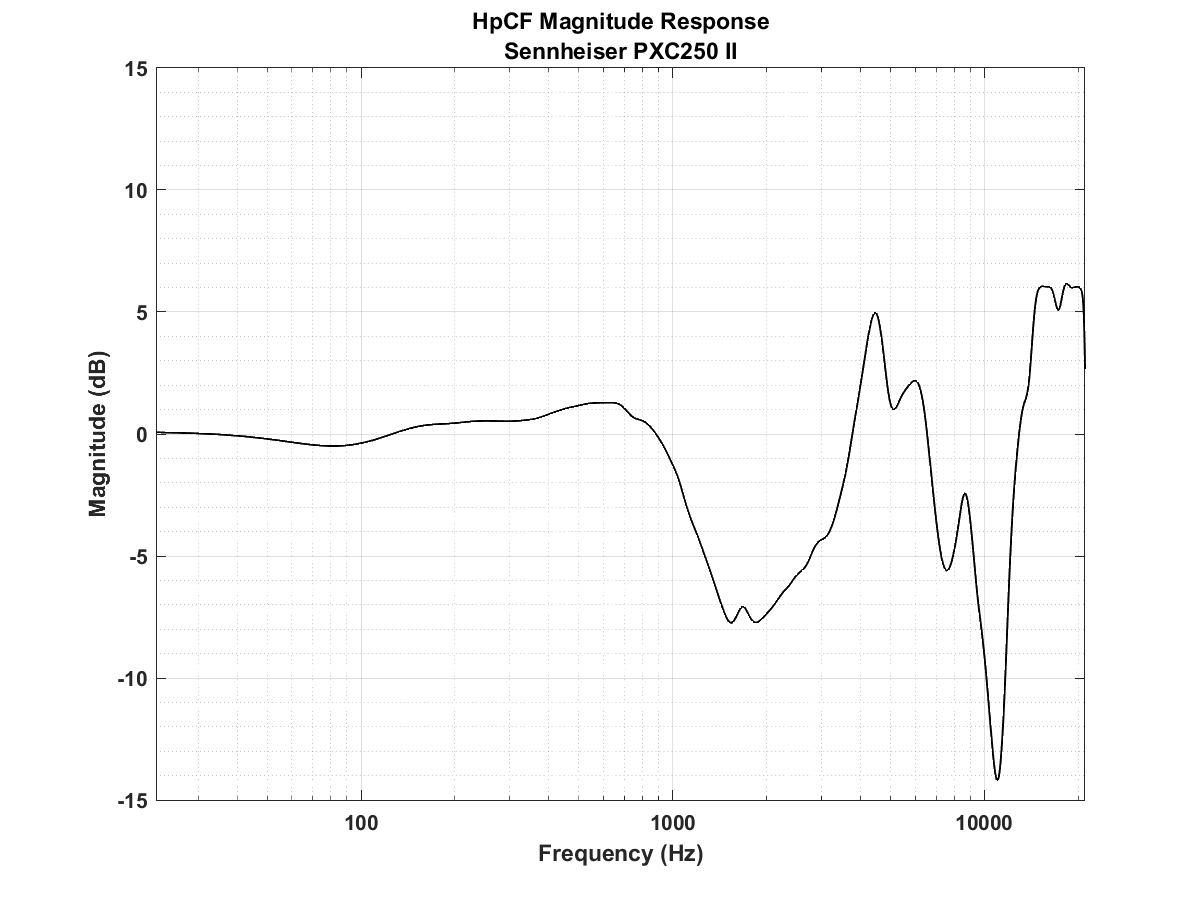 HpCF Magnitude Response
Sennheiser PXC250 II
15
10
5
0
-5
-10
-15
Magnitude (dB)
100 1000 10000
Frequency (Hz)